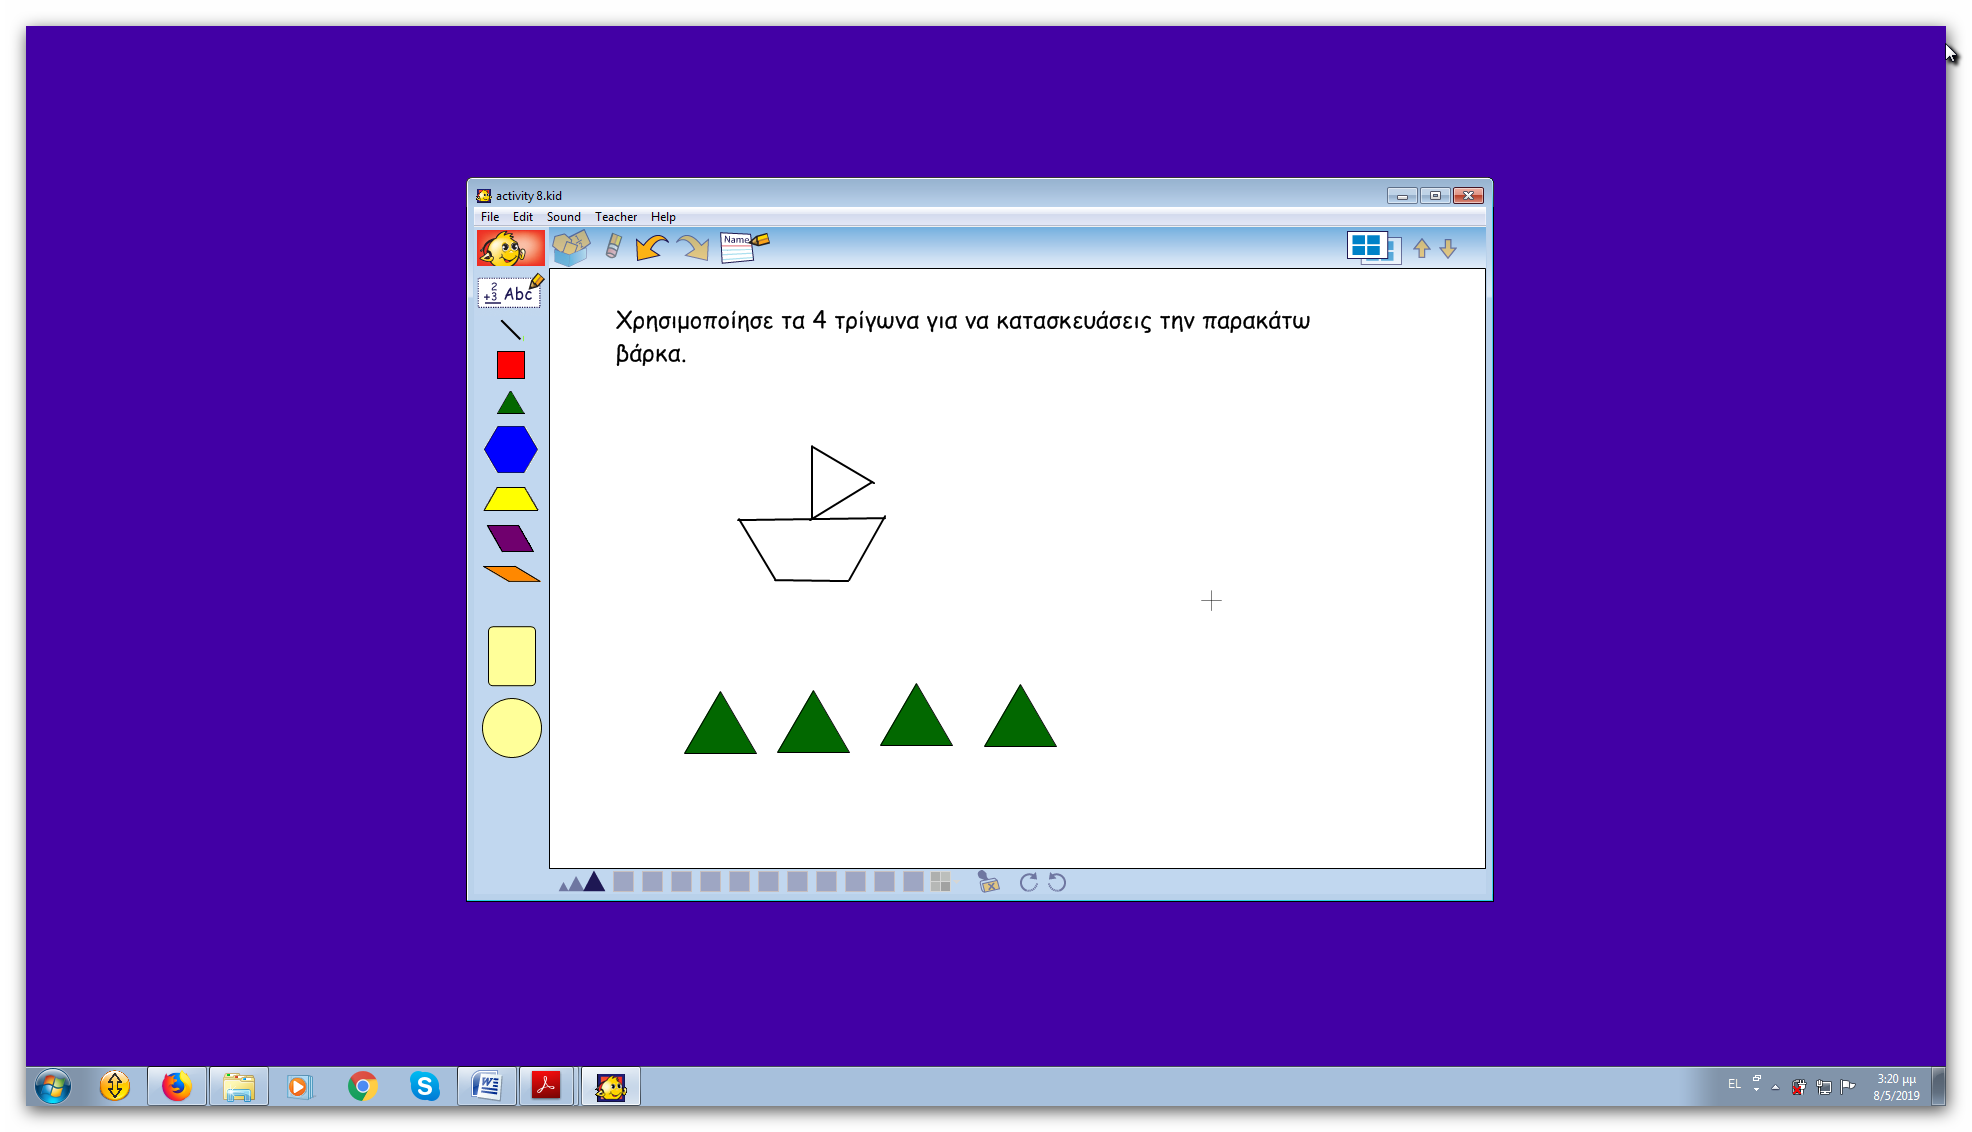 activity 8.kid
File Edit Sound Teacher Help
Name
2
+3 Abc
Χρησιμοποίησε τα 4 τρίγωνα για να κατασκευάσεις την παρακάτω
βάρκα.
EL
3:20 μμ
8/5/2019